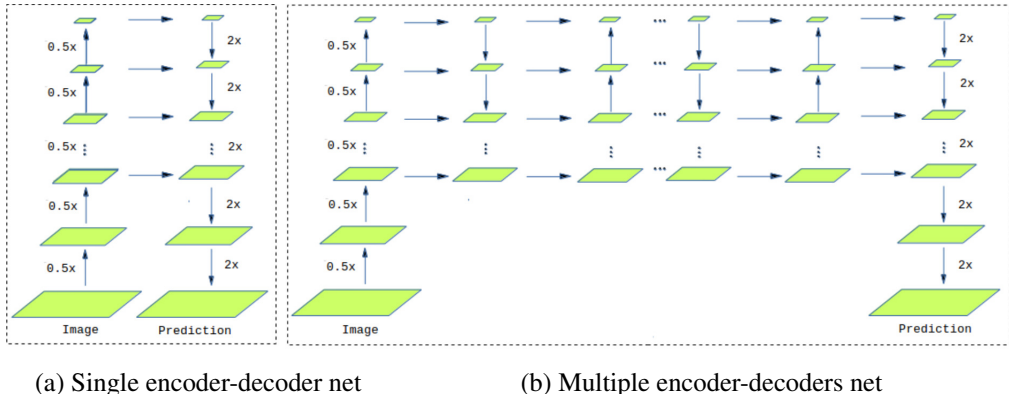 0.5x
2x
0.5x
2x
0.5x
2x
0.5x
2x
0.5x
2x
Image
Prediction
0.5x
2x
0.5x
2x
0.5x
2x
0.5x
2x
0.5x
2x
Image
Prediction
(a) Single encoder-decoder net
(b) Multiple encoder-decoders net